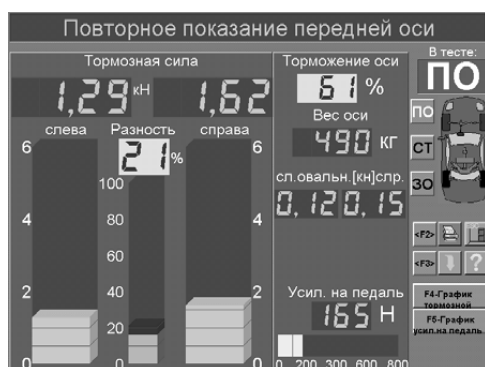 Повторное показание передней оси
Тормозная сила
1,29 кН 1,62
слева Разность справа
21 %
6 6
100
4 80 4
60
2 40 2
20
0 0 0
Торможение оси
61 %
Вес оси
490 кг
сл.овальн.[кн]спр.
0,12 0,15
Усил. на педаль
165 Н
0 200 300 400 600 800
В тесте:
ПО
ПО
СТ
ЗО
<F2>
<F3> ?
F4-График
тормозной
F5-График
усил.на педаль